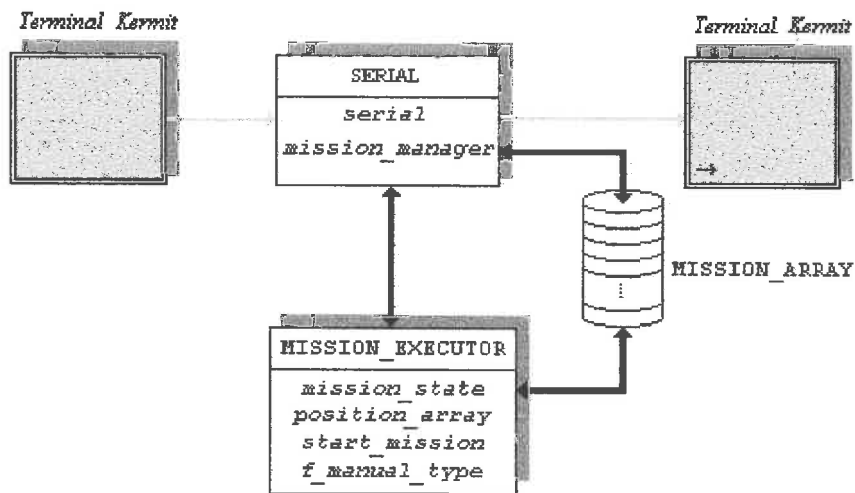 Terminal Kermit
Terminal Kermit
SERIAL
serial
mission_manager
MISSION_ARRAY
MISSION_EXECUTOR
mission_state
position_array
start_mission
f_manual_type